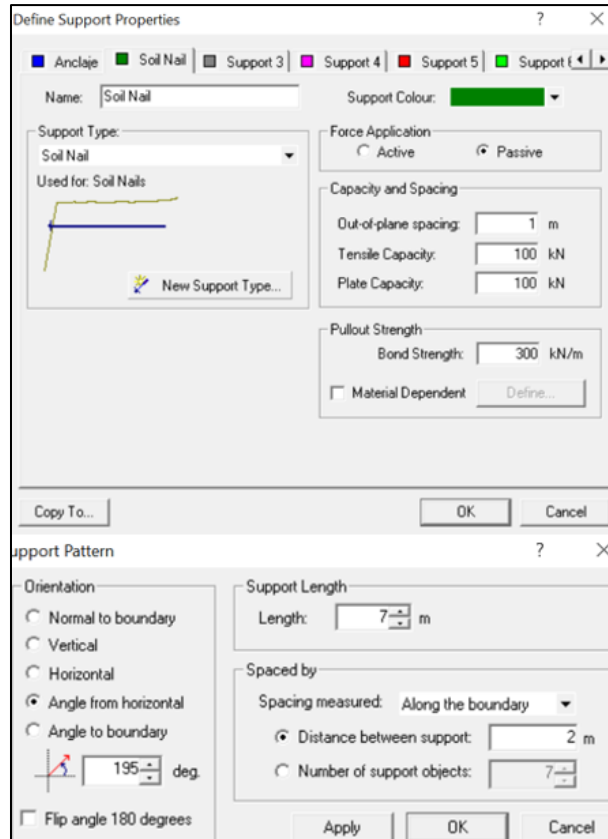 Define Support Properties ? ×
Anclaje Soil Nail Support 3 Support 4 Support 5 Support
Name: Soil Nail Support Colour:
Support Type:
Soil Nail
Used for: Soil Nails
New Support Type...
Force Application
Active Passive
Capacity and Spacing
Out-of-plane spacing: 1 m
Tensile Capacity: 100 kN
Plate Capacity: 100 kN
Pullout Strength
Bond Strength: 300 kN/m
Material Dependent Define...
Copy To... OK Cancel
upport Pattern ? ×
Orientation
Normal to boundary
Vertical
Horizontal
Angle from horizontal
Angle to boundary
195 deg.
Flip angle 180 degrees
Support Length
Length: 7 m
Spaced by
Spacing measured: Along the boundary
Distance between support: 2 m
Number of support objects: 7
Apply OK Cancel